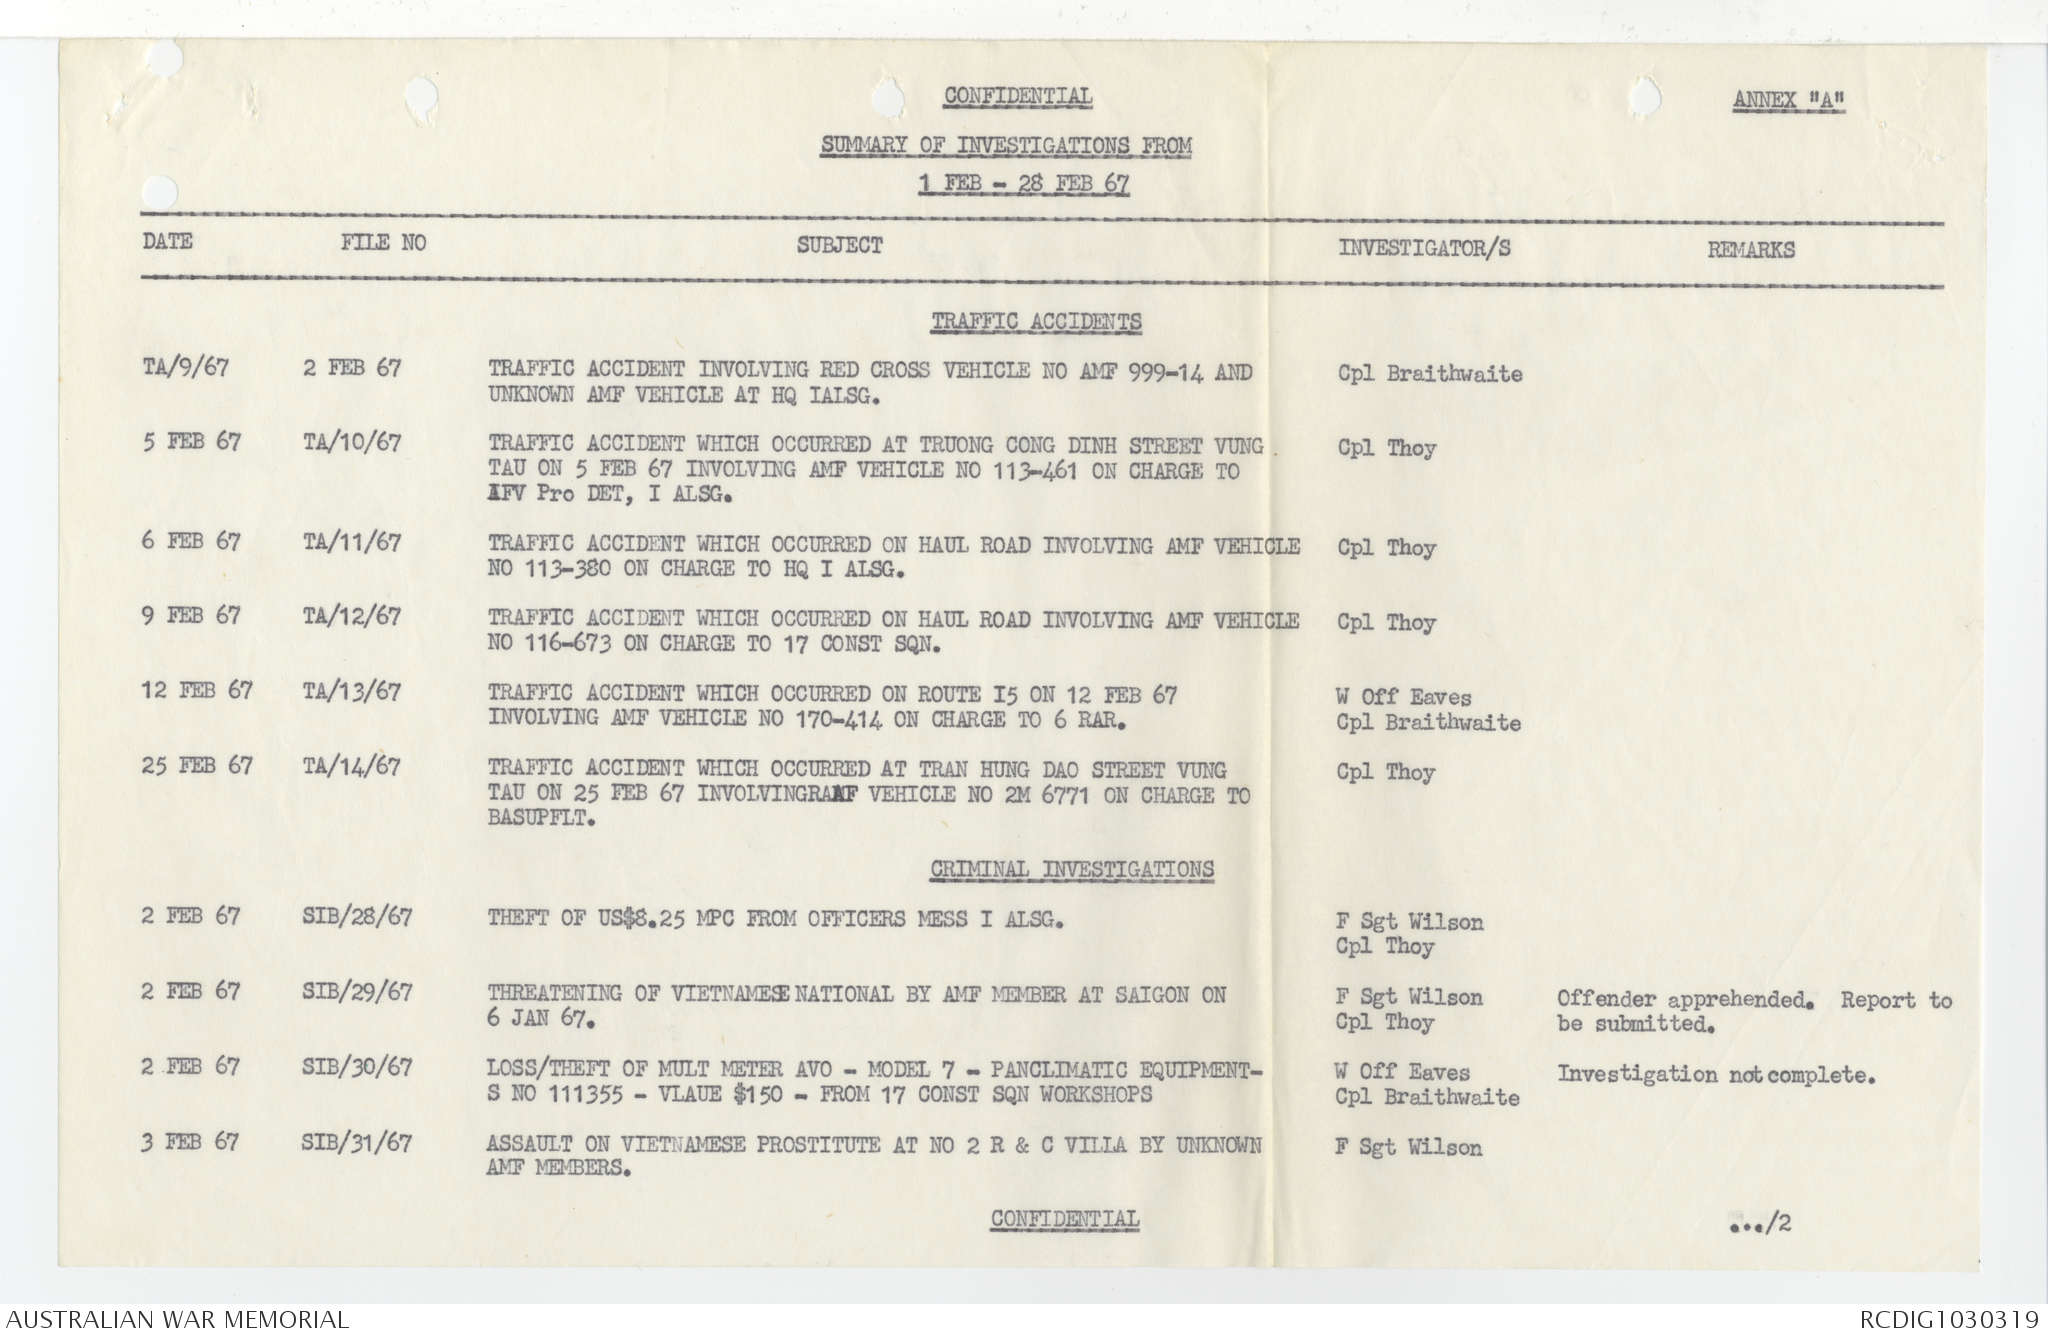 CONFIDENTIAL
ANNEX "A"
SUMMARY OF INVESTIGATIONS FROM
1 FEB - 28 FEB 67
DATE FILE NO SUBJECT INVESTIGATOR/S REMARKS
TRAFFIC ACCIDENTS
TA/9/67 2 FEB 67 TRAFFIC ACCIDENT INVOLVING RED CROSS VEHICLE NO AMF 999-14 AND Cpl Braithwaite
UNKNOWN AMF VEHICLE AT HQ IALSG.
5 FEB 67 TA/10/67 TRAFFIC ACCIDENT WHICH OCCURRED AT TRUONG CONG DINH STREET VUNG Cpl Thoy
TAU ON 5 FEB 67 INVOLVING AMF VEHICLE NO 113-461 ON CHARGE TO
AFV Pro DET, I ALSG.
6 FEB 67 TA/11/67 TRAFFIC ACCIDENT WHICH OCCURRED ON HAUL ROAD INVOLVING AMF VEHICLE Cpl Thoy
NO 113-380 ON CHARGE TO HQ I ALSG.
9 FEB 67 TA/12/67 TRAFFIC ACCIDENT WHICH OCCURRED ON HAUL ROAD INVOLVING AMF VEHICLE Cpl Thoy
NO 116-673 ON CHARGE TO 17 CONST SQN.
12 FEB 67 TA/13/67 TRAFFIC ACCIDENT WHICH OCCURRED ON ROUTE I5 ON 12 FEB 67 W Off Eaves
INVOLVING AMF VEHICLE NO 170-414 ON CHARGE TO 6 RAR. Cpl Braithwaite
25 FEB 67 TA/14/67 TRAFFIC ACCIDENT WHICH OCCURRED AT TRAN HUNG DAO STREET VUNG Cpl Thoy
TAU ON 25 FEB 67 INVOLVINGRAAF VEHICLE NO 2M 6771 ON CHARGE TO
BASUPFLT.
CRIMINAL INVESTIGATIONS
2 FEB 67 SIB/28/67 THEFT OF US$8.25 MPC FROM OFFICERS MESS I ALSG. F Sgt Wilson
Cpl Thoy
2 FEB 67 SIB/29/67 THREATENING OF VIETNAMESE NATIONAL BY AMF MEMBER AT SAIGON ON F Sgt Wilson Offender apprehended. Report to
6 JAN 67. Cpl Thoy be submitted.
2 FEB 67 SIB/30/67 LOSS/THEFT OF MULT METER AVO - MODEL 7 - PANCLIMATIC EQUIPMENT- W Off Eaves Investigation not complete.
S NO 111355 - VLAUE $150 - FROM 17 CONST SQN WORKSHOPS Cpl Braithwaite
3 FEB 67 SIB/31/67 ASSAULT ON VIETNAMESE PROSTITUTE AT NO 2 R & C VILLA BY UNKNOWN F Sgt Wilson
AMF MEMBERS.
CONFIDENTIAL
.../2
AUSTRALIAN WAR MEMORIAL RCDIG1030319